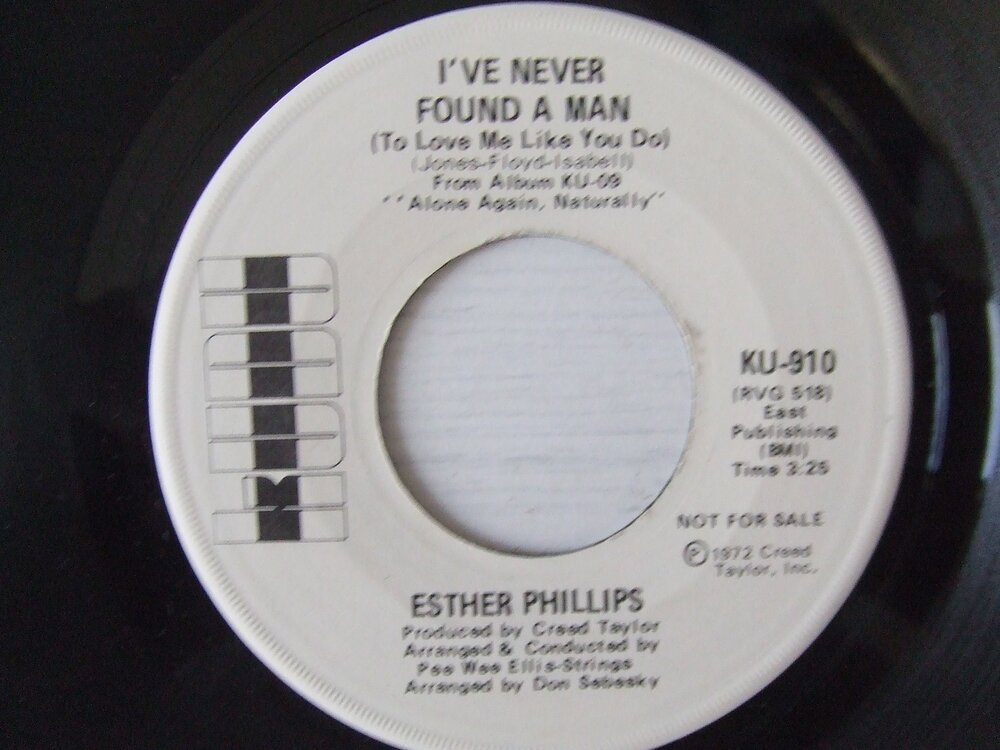 I'VE NEVER
FOUND A MAN
(To Love Me Like You Do)
(Jones-Floyd-Isabell)
From Album KU-09
"Alone Again, Naturally"
KUDU
KU-910
(RVG 518)
East
Publishing
(BMI)
Time 3:25
NOT FOR SALE
℗1972 Creed
Taylor, Inc.
ESTHER PHILLIPS
Produced by Creed Taylor
Arranged & Conducted by
Pee Wee Ellis-Strings
Arranged by Don Sebesky